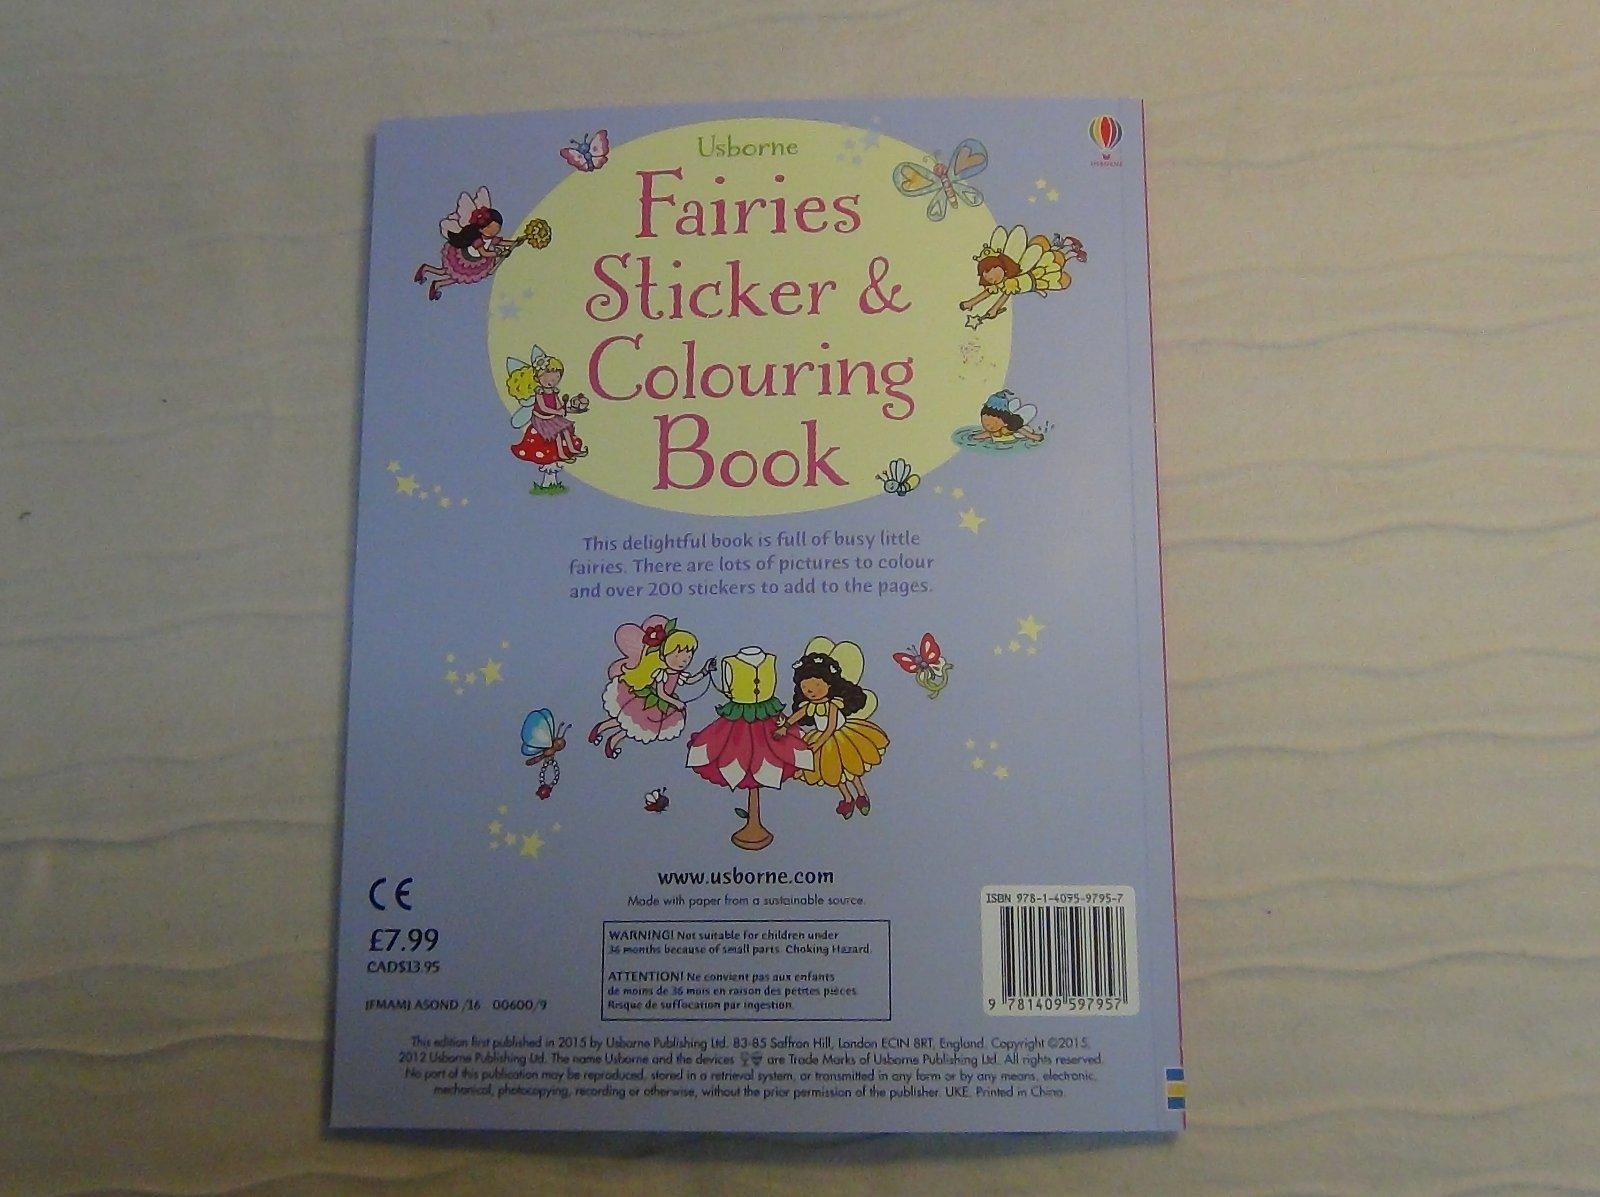 Usborne
Fairies
Sticker &
Colouring
Book
USBORNE
This delightful book is full of busy little
fairies. There are lots of pictures to colour
and over 200 stickers to add to the pages.
www.usborne.com
Made with paper from a sustainable source.
CE
£7.99
CAD$13.95
JFMAMJ ASOND /16 00600/9
WARNING! Not suitable for children under
36 months because of small parts. Choking Hazard.
ATTENTION! Ne convient pas aux enfants
de moins de 36 mois en raison des petites pièces.
Risque de suffocation par ingestion.
ISBN 978-1-4095-9795-7
9 781409 597957
This edition first published in 2015 by Usborne Publishing Ltd. 83-85 Saffron Hill, London EC1N 8RT, England. Copyright ©2015,
2012 Usborne Publishing Ltd. The name Usborne and the devices are Trade Marks of Usborne Publishing Ltd. All rights reserved.
No part of this publication may be reproduced, stored in a retrieval system, or transmitted in any form or by any means, electronic,
mechanical, photocopying, recording or otherwise, without the prior permission of the publisher. UKE. Printed in China.